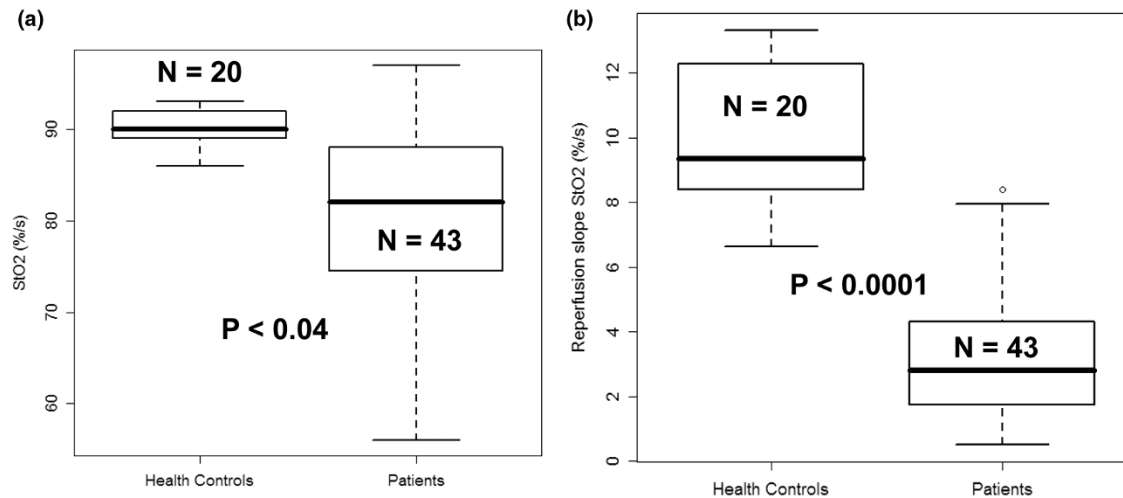 (a)
N = 20
N = 43
P < 0.04
StO2 (%/s)
90
80
70
60
Health Controls
Patients
(b)
N = 20
P < 0.0001
N = 43
Reperfusion slope StO2 (%/s)
12
10
8
6
4
2
0
Health Controls
Patients